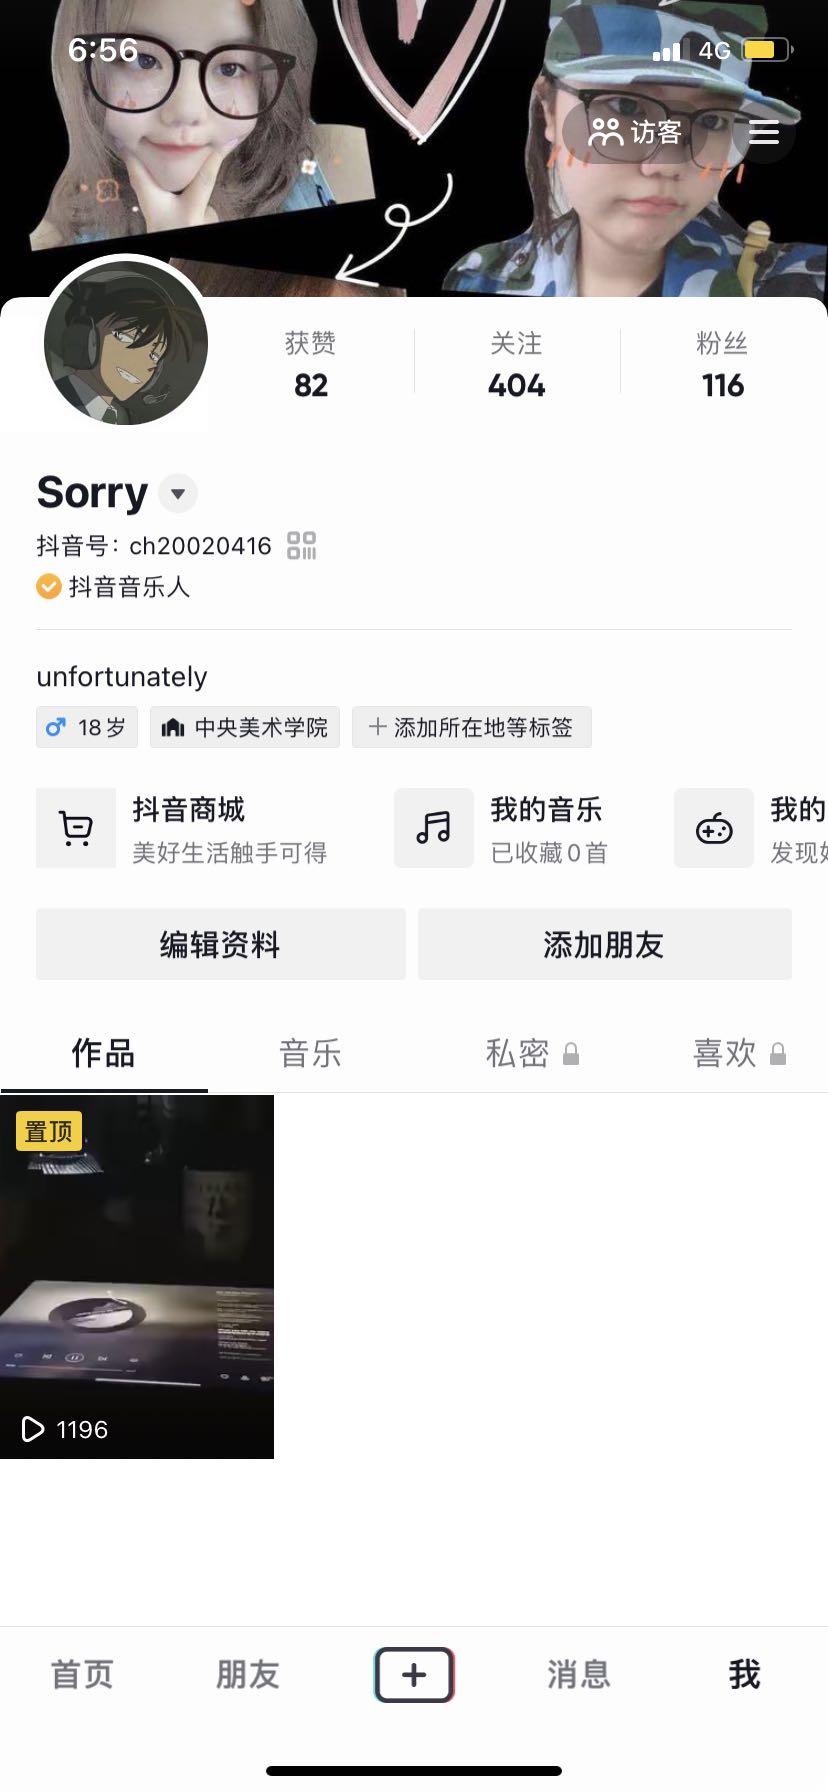 6:56
4G
访客
获赞
82
关注
404
粉丝
116
Sorry
抖音号：ch20020416
抖音音乐人
unfortunately
18岁
中央美术学院
添加所在地等标签
抖音商城
美好生活触手可得
我的音乐
已收藏0首
我的
发现
编辑资料
添加朋友
作品
音乐
私密
喜欢
置顶
1196
首页
朋友
消息
我